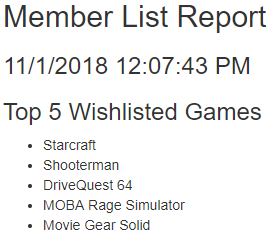 Member List Report
11/1/2018 12:07:43 PM
Top 5 Wishlisted Games
Starcraft
Shooterman
DriveQuest 64
MOBA Rage Simulator
Movie Gear Solid